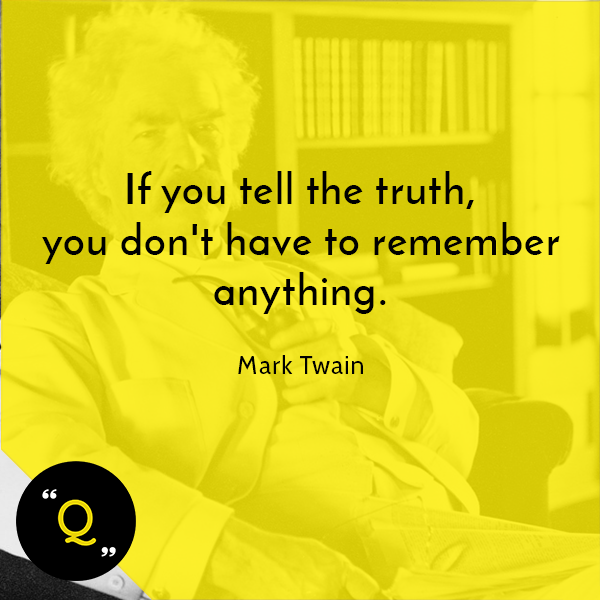 If you tell the truth,
you don't have to remember
anything.
Mark Twain
“Q„